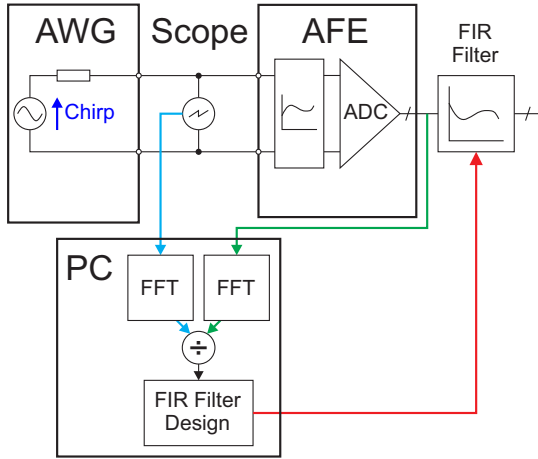 AWG
Scope
AFE
FIR
Filter
Chirp
ADC
PC
FFT
FFT
÷
FIR Filter
Design